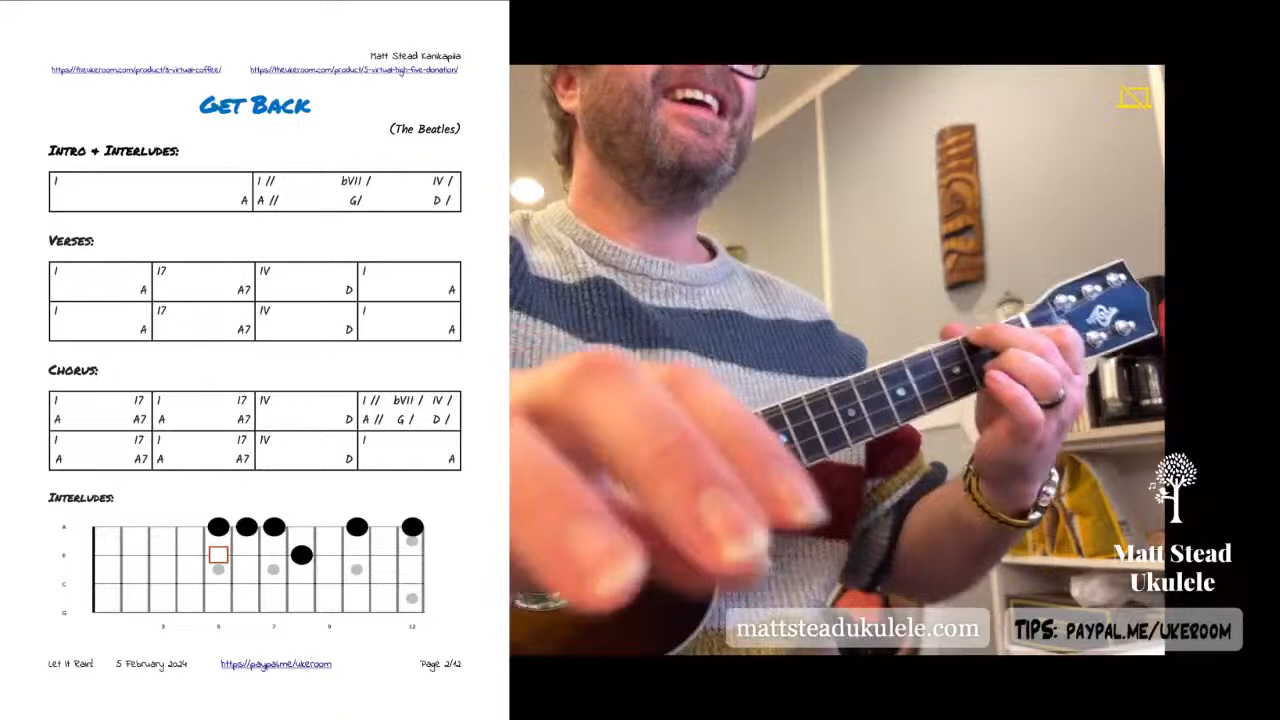 Matt Stead Kanikapila
https://theukeroom.com/product/3-virtual-coffee/ https://theukeroom.com/product/5-virtual-high-five-donation/
Get Back
(The Beatles)
Intro & Interludes:
I I // bVII / IV /
A A // G/ D /
Verses:
I I7 IV I
A A7 D A
I I7 IV I
A A7 D A
Chorus:
I I7 I I7 IV I // bVII / IV /
A A7 A A7 D A // G / D /
I I7 I I7 IV I
A A7 A A7 D A
Interludes:
A
E
C
G
3 5 7 9 12
Let It Rain! 5 February 2024 https://paypal.me/ukeroom Page 2/12
Matt Stead
Ukulele
mattsteadukulele.com
TIPS: PAYPAL.ME/UKEROOM